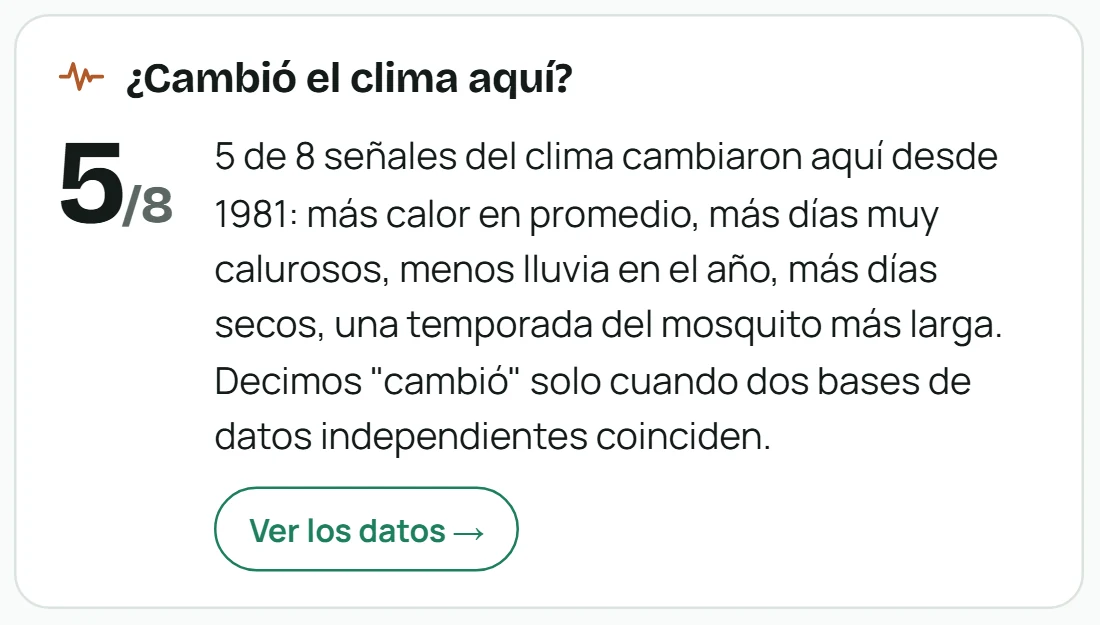 ¿Cambió el clima aquí?
5/8
5 de 8 señales del clima cambiaron aquí desde
1981: más calor en promedio, más días muy
calurosos, menos lluvia en el año, más días
secos, una temporada del mosquito más larga.
Decimos "cambió" solo cuando dos bases de
datos independientes coinciden.
Ver los datos →